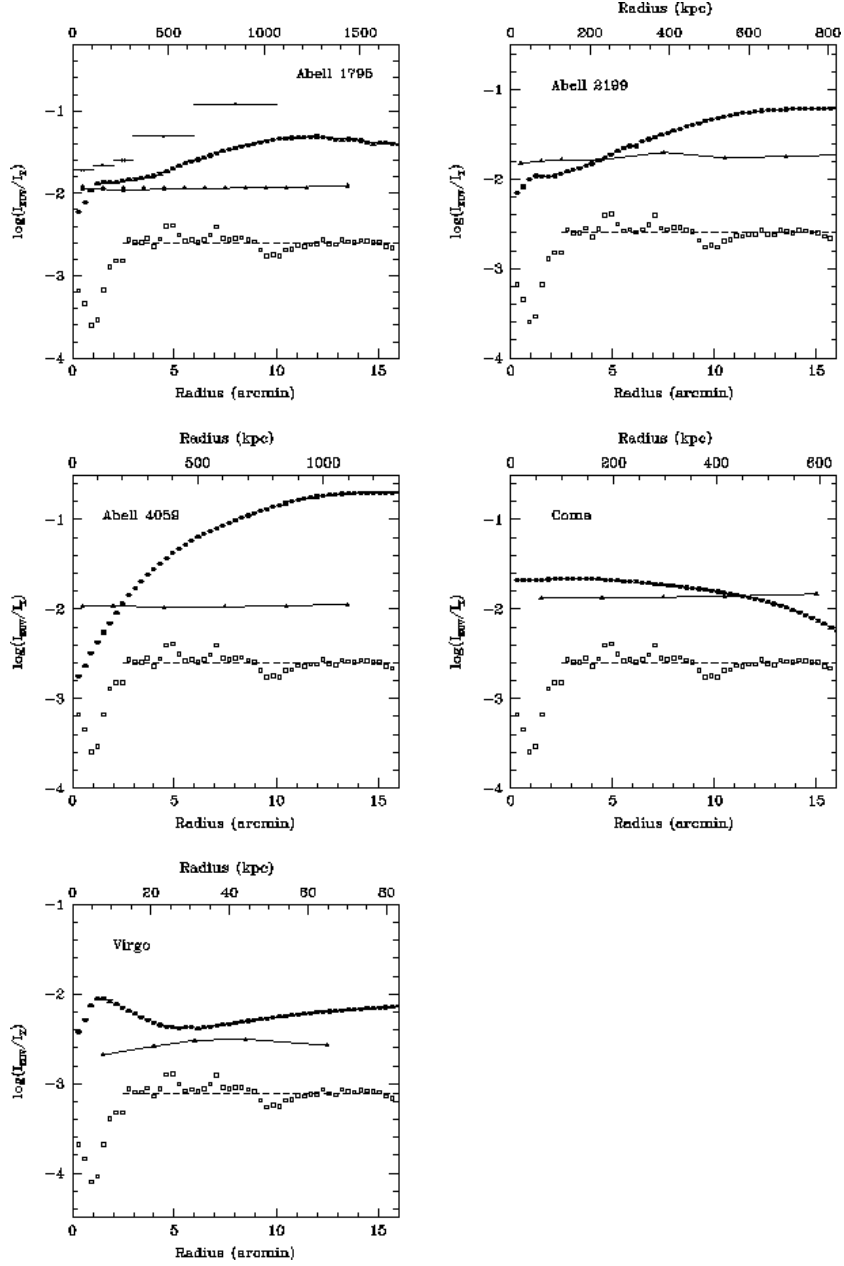 0 500 1000 1500
Abell 1795
-1
-2
-3
-4
log(I_EUV/I_X)
0 5 10 15
Radius (arcmin)
Radius (kpc)
0 200 400 600 800
Abell 2199
-1
-2
-3
-4
log(I_EUV/I_X)
0 5 10 15
Radius (arcmin)
Radius (kpc)
0 500 1000
Abell 4059
-1
-2
-3
-4
log(I_EUV/I_X)
0 5 10 15
Radius (arcmin)
Radius (kpc)
0 200 400 600
Coma
-1
-2
-3
-4
log(I_EUV/I_X)
0 5 10 15
Radius (arcmin)
Radius (kpc)
0 20 40 60 80
Virgo
-1
-2
-3
-4
log(I_EUV/I_X)
0 5 10 15
Radius (arcmin)